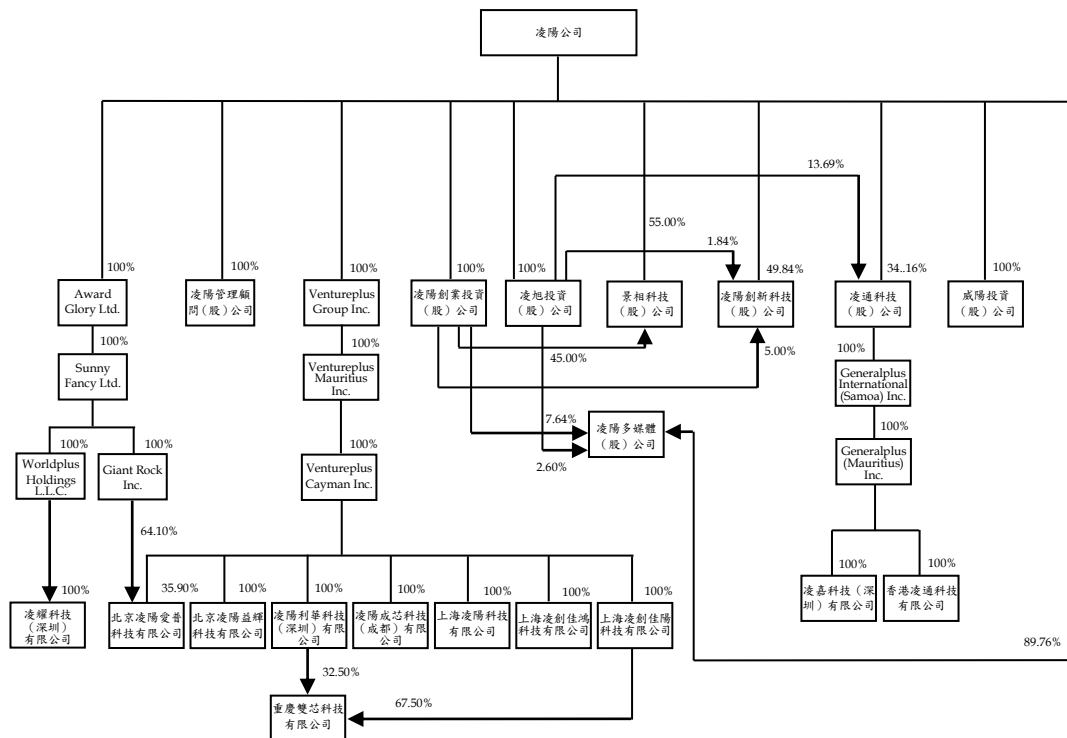 凌陽公司
13.69%
55.00%
1.84%
100%
100%
100%
100%
100%
49.84%
34..16%
100%
Award
Glory Ltd.
凌陽管理顧
問(股)公司
Ventureplus
Group Inc.
凌陽創業投資
(股)公司
凌旭投資
(股)公司
景相科技
(股)公司
凌陽創新科技
(股)公司
凌通科技
(股)公司
威陽投資
(股)公司
100%
100%
45.00%
5.00%
100%
Sunny
Fancy Ltd.
Ventureplus
Mauritius
Inc.
Generalplus
International
(Samoa) Inc.
7.64%
凌陽多媒體
(股)公司
2.60%
100%
100%
100%
100%
Worldplus
Holdings
L.L.C.
Giant Rock
Inc.
Ventureplus
Cayman Inc.
Generalplus
(Mauritius)
Inc.
64.10%
100%
35.90%
100%
100%
100%
100%
100%
100%
100%
100%
凌耀科技
(深圳)
有限公司
北京凌陽愛普
科技有限公司
北京凌陽益輝
科技有限公司
凌陽利華科技
(深圳)有限公
司
凌陽成芯科技
(成都)有限公
司
上海凌陽科技
有限公司
上海凌創佳鴻
科技有限公司
上海凌創佳陽
科技有限公司
凌嘉科技(深
圳)有限公司
香港凌通科技
有限公司
89.76%
32.50%
67.50%
重慶雙芯科技
有限公司